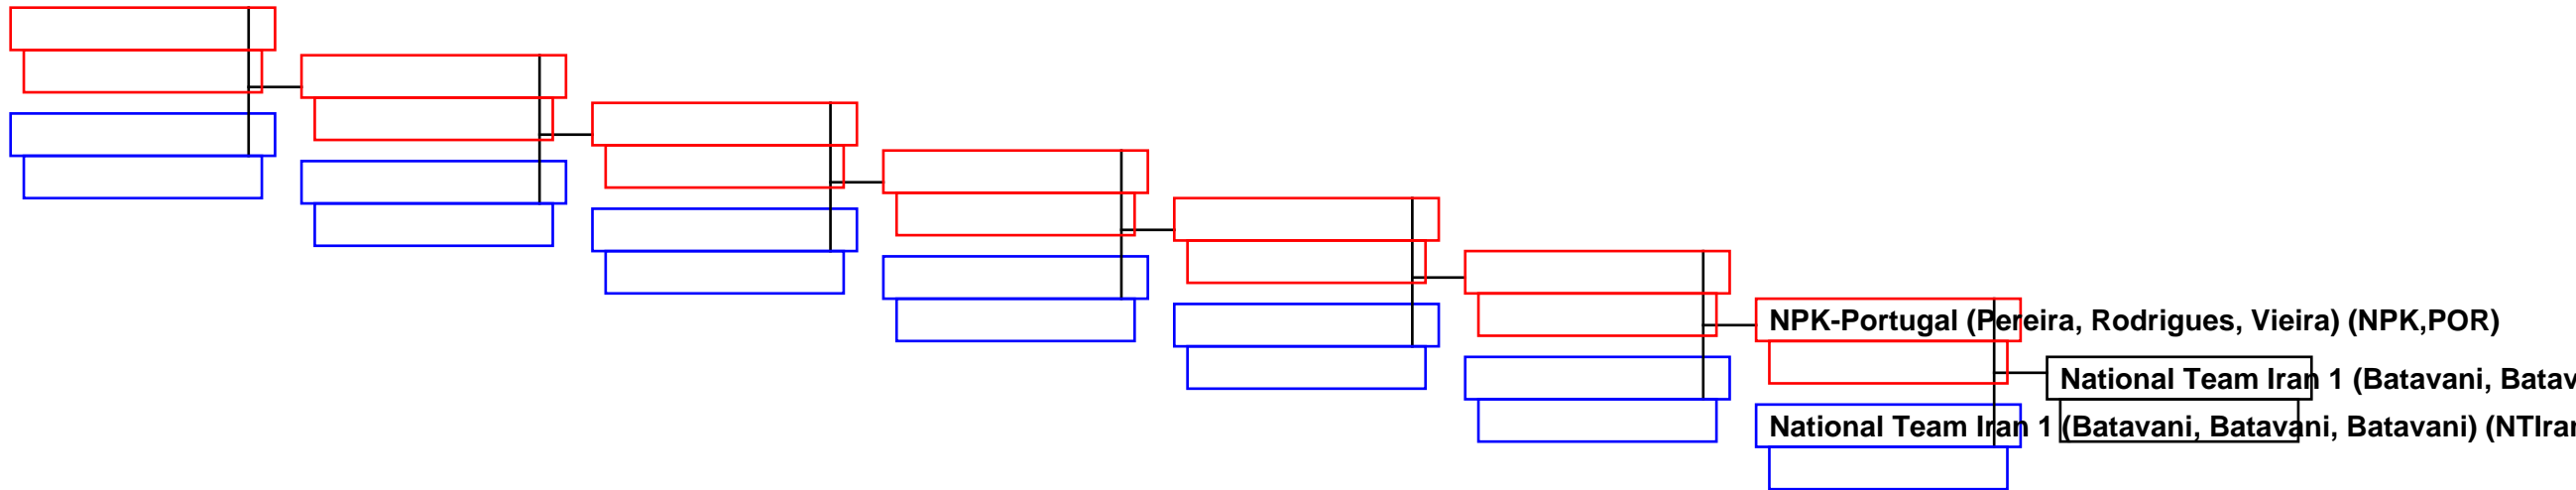 NPK-Portugal (Pereira, Rodrigues, Vieira) (NPK,POR)
National Team Iran 1 (Batavani, Batav
National Team Iran 1 (Batavani, Batavani, Batavani) (NTIran